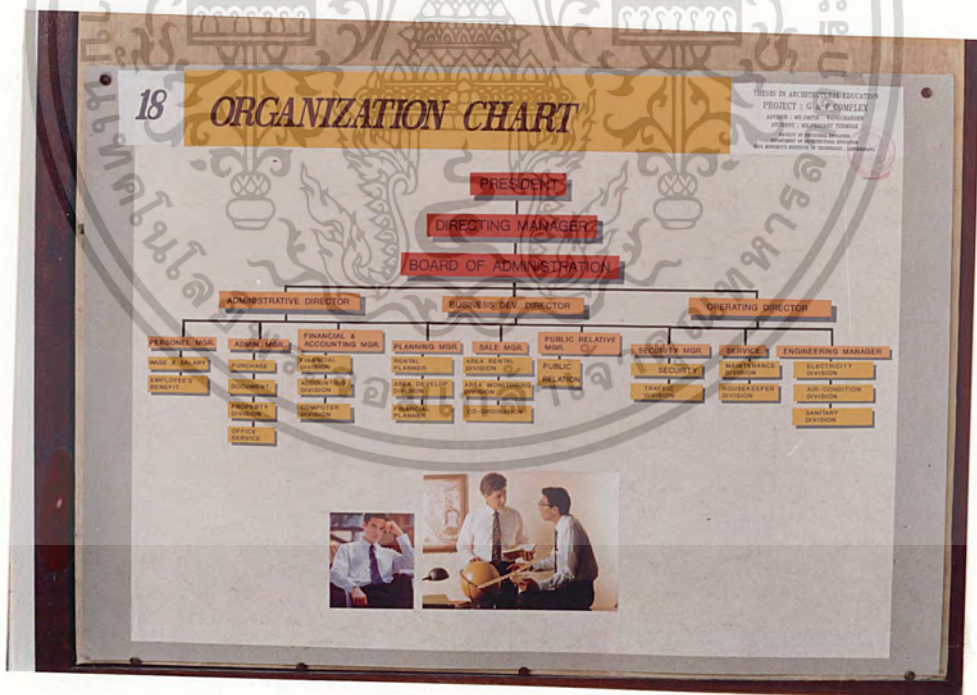 18 ORGANIZATION CHART
THESIS IN ARCHITECTURAL EDUCATION
PROJECT : G & F COMPLEX
PRESIDENT
DIRECTING MANAGER
BOARD OF ADMINISTRATION
ADMINISTRATIVE DIRECTOR
BUSINESS DEV. DIRECTOR
OPERATING DIRECTOR
PERSONEL MGR.
WAGE & SALARY
EMPLOYEE'S
BENEFIT
ADMIN. MGR.
PURCHASE
DOCUMENT
PROPERTY
DIVISION
OFFICE
SERVICE
FINANCIAL &
ACCOUNTING MGR.
FINANCIAL
DIVISION
ACCOUNTING
DIVISION
COMPUTER
DIVISION
PLANNING MGR.
RENTAL
PLANNER
AREA DEVELOP
DIVISION
FINANCIAL
PLANNER
SALE MGR.
AREA RENTAL
DIVISION
AREA MONITORING
DIVISION
CO-ORDINATION
PUBLIC RELATIVE
MGR.
PUBLIC
RELATION
SECURITY MGR.
SECURITY
TRAFFIC
DIVISION
SERVICE
MAINTENANCE
DIVISION
HOUSEKEEPER
DIVISION
ENGINEERING MANAGER
ELECTRICITY
DIVISION
AIR-CONDITION
DIVISION
SANITARY
DIVISION